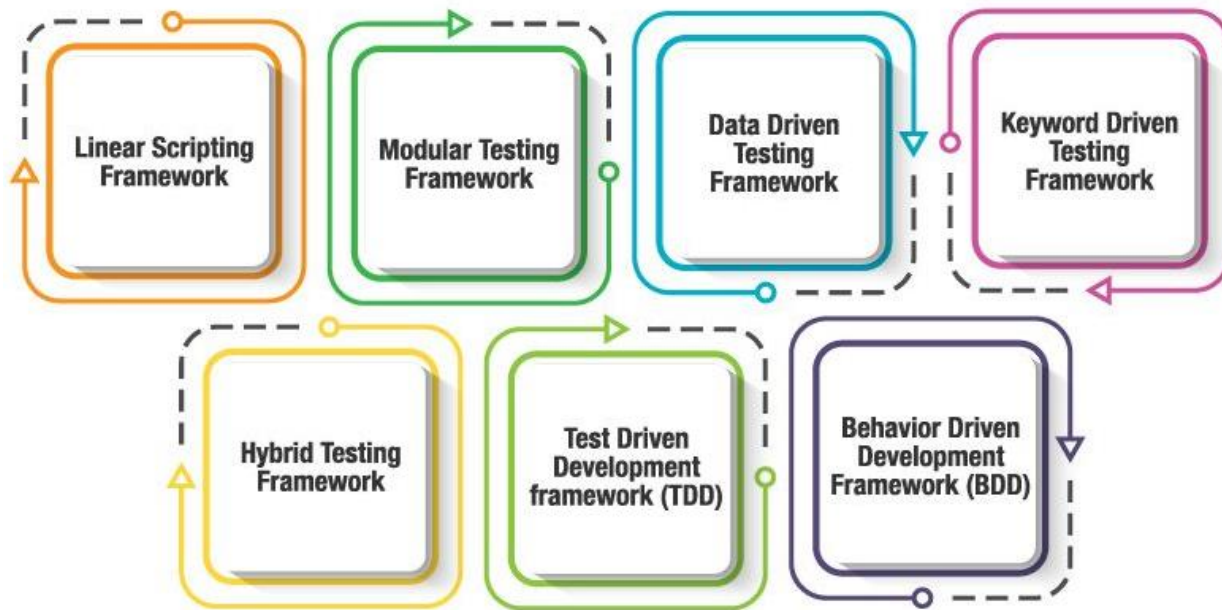 Linear Scripting
Framework
Modular Testing
Framework
Data Driven
Testing
Framework
Keyword Driven
Testing
Framework
Hybrid Testing
Framework
Test Driven
Development
framework (TDD)
Behavior Driven
Development
Framework (BDD)